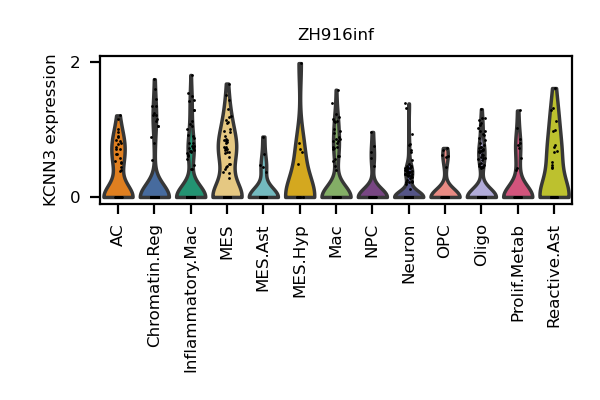 ZH916inf
KCNN3 expression
2
0
AC
Chromatin.Reg
Inflammatory.Mac
MES
MES.Ast
MES.Hyp
Mac
NPC
Neuron
OPC
Oligo
Prolif.Metab
Reactive.Ast